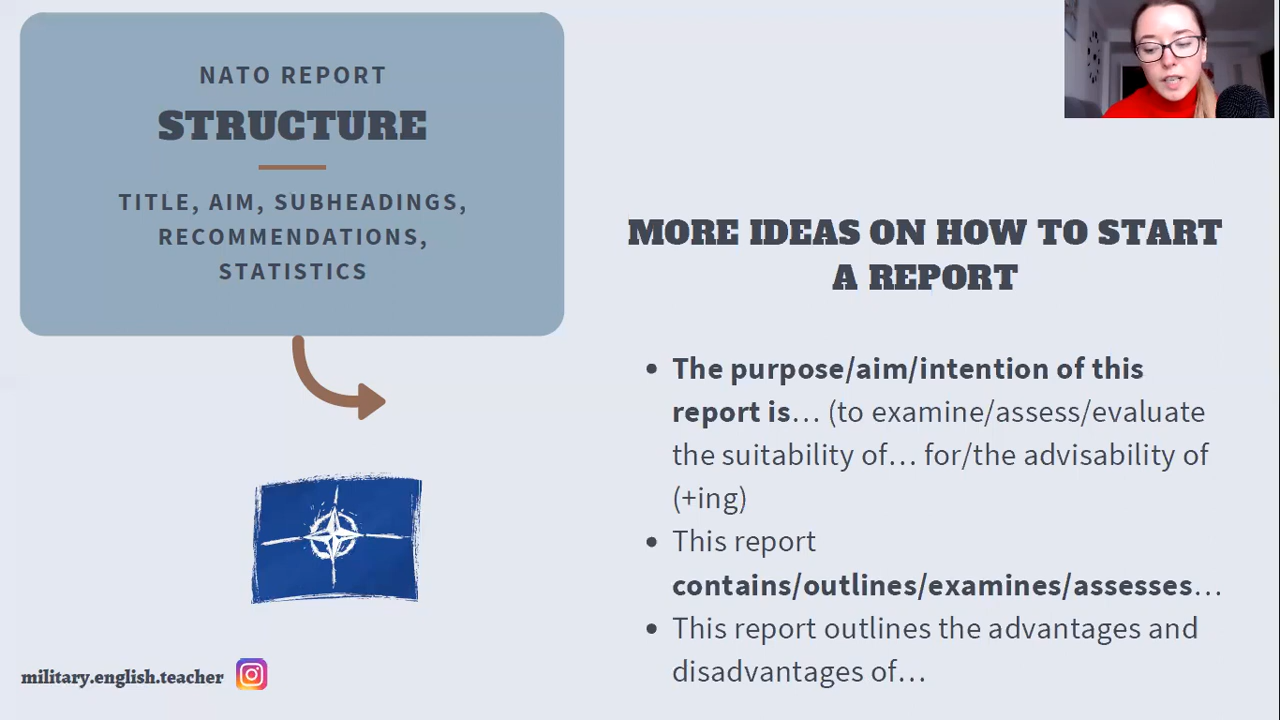 NATO REPORT
STRUCTURE
TITLE, AIM, SUBHEADINGS,
RECOMMENDATIONS,
STATISTICS
MORE IDEAS ON HOW TO START
A REPORT
• The purpose/aim/intention of this
report is... (to examine/assess/evaluate
the suitability of... for/the advisability of
(+ing)
• This report
contains/outlines/examines/assesses...
• This report outlines the advantages and
disadvantages of...
military.english.teacher